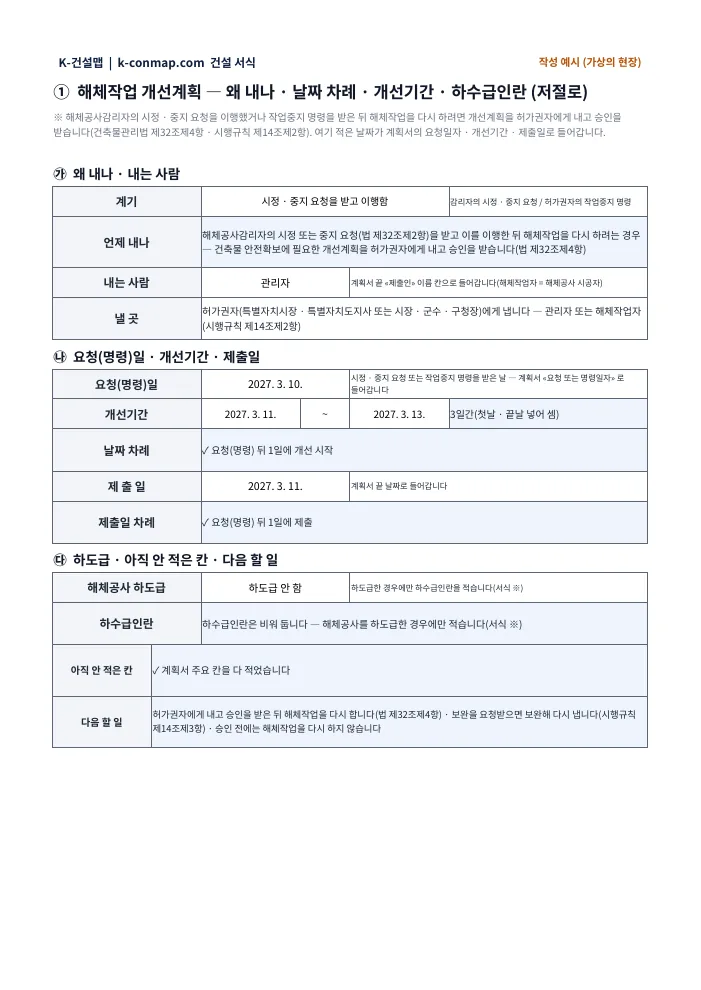 K-건설맵 | k-conmap.com 건설 서식
작성 예시 (가상의 현장)
① 해체작업 개선계획 — 왜 내나 · 날짜 차례 · 개선기간 · 하수급인란 (저절로)
※ 해체공사감리자의 시정 · 중지 요청을 이행했거나 작업중지 명령을 받은 뒤 해체작업을 다시 하려면 개선계획을 허가권자에게 내고 승인을
받습니다(건축물관리법 제32조제4항 · 시행규칙 제14조제2항). 여기 적은 날짜가 계획서의 요청일자 · 개선기간 · 제출일로 들어갑니다.
㉮ 왜 내나 · 내는 사람
계기
시정 · 중지 요청을 받고 이행함
감리자의 시정 · 중지 요청 / 허가권자의 작업중지 명령
언제 내나
해체공사감리자의 시정 또는 중지 요청(법 제32조제2항)을 받고 이를 이행한 뒤 해체작업을 다시 하려는 경우
— 건축물 안전확보에 필요한 개선계획을 허가권자에게 내고 승인을 받습니다(법 제32조제4항)
내는 사람
관리자
계획서 끝 «제출인» 이름 칸으로 들어갑니다(해체작업자 = 해체공사 시공자)
낼 곳
허가권자(특별자치시장 · 특별자치도지사 또는 시장 · 군수 · 구청장)에게 냅니다 — 관리자 또는 해체작업자
(시행규칙 제14조제2항)
㉯ 요청(명령)일 · 개선기간 · 제출일
요청(명령)일
2027. 3. 10.
시정 · 중지 요청 또는 작업중지 명령을 받은 날 — 계획서 «요청 또는 명령일자» 로
들어갑니다
개선기간
2027. 3. 11.
~
2027. 3. 13.
3일간(첫날 · 끝날 넣어 셈)
날짜 차례
✓ 요청(명령) 뒤 1일에 개선 시작
제 출 일
2027. 3. 11.
계획서 끝 날짜로 들어갑니다
제출일 차례
✓ 요청(명령) 뒤 1일에 제출
㉰ 하도급 · 아직 안 적은 칸 · 다음 할 일
해체공사 하도급
하도급 안 함
하도급한 경우에만 하수급인란을 적습니다(서식 ※)
하수급인란
하수급인란은 비워 둡니다 — 해체공사를 하도급한 경우에만 적습니다(서식 ※)
아직 안 적은 칸
✓ 계획서 주요 칸을 다 적었습니다
다음 할 일
허가권자에게 내고 승인을 받은 뒤 해체작업을 다시 합니다(법 제32조제4항) · 보완을 요청받으면 보완해 다시 냅니다(시행규칙
제14조제3항) · 승인 전에는 해체작업을 다시 하지 않습니다